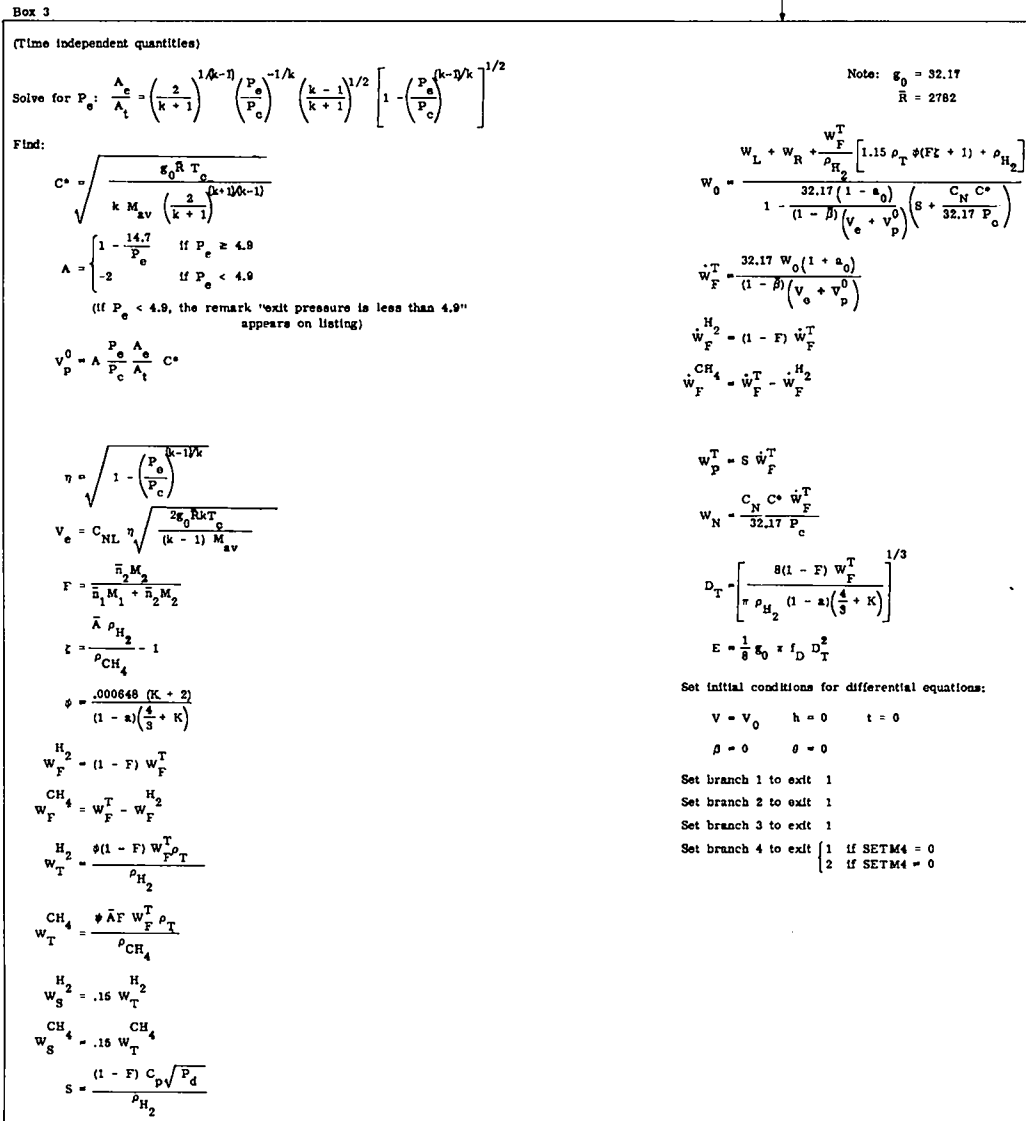 Box 3
(Time independent quantities)
Solve for P_e: A_e/A_t = (2/(k + 1))^{1/(k-1)} (P_e/P_c)^{-1/k} ((k - 1)/(k + 1))^{1/2} [1 - (P_e/P_c)^{(k-1)/k}]^{1/2}
Find:
C* = √(g_0 R̄ T_c / (k M_av (2/(k + 1))^{(k+1)/(k-1)}))
A = { 1 - 14.7/P_e if P_e ≥ 4.9
-2 if P_e < 4.9
(If P_e < 4.9, the remark "exit pressure is less than 4.9"
appears on listing)
V_p^0 = A (P_e/P_c) (A_e/A_t) C*
η = √(1 - (P_e/P_c)^{(k-1)/k})
V_e = C_NL η √(2g_0 R̄kT_c / ((k - 1) M_av))
F = n̄_2 M_2 / (n̄_1 M_1 + n̄_2 M_2)
ζ = Ā ρ_{H_2} / ρ_{CH_4} - 1
φ = .000648 (K + 2) / ((1 - a)(4/3 + K))
W_F^{H_2} = (1 - F) W_F^T
W_F^{CH_4} = W_F^T - W_F^{H_2}
W_T^{H_2} = φ(1 - F) W_F^T ρ_T / ρ_{H_2}
W_T^{CH_4} = φ ĀF W_F^T ρ_T / ρ_{CH_4}
W_S^{H_2} = .15 W_T^{H_2}
W_S^{CH_4} = .15 W_T^{CH_4}
S = (1 - F) C_p √P_d / ρ_{H_2}
Note: g_0 = 32.17
R̄ = 2782
W_0 = (W_L + W_R + (W_F^T/ρ_{H_2}) [1.15 ρ_T φ(Fζ + 1) + ρ_{H_2}]) / (1 - (32.17(1 - a_0) / ((1 - β̄)(V_e + V_p^0))) (S + C_N C* / (32.17 P_c)))
Ẇ_F^T = 32.17 W_0(1 + a_0) / ((1 - β̄)(V_e + V_p^0))
Ẇ_F^{H_2} = (1 - F) Ẇ_F^T
Ẇ_F^{CH_4} = Ẇ_F^T - Ẇ_F^{H_2}
W_P^T = S Ẇ_F^T
W_N = C_N C* Ẇ_F^T / (32.17 P_c)
D_T = [8(1 - F) W_F^T / (π ρ_{H_2} (1 - a)(4/3 + K))]^{1/3}
E = 1/8 g_0 π f_D D_T^2
Set initial conditions for differential equations:
V = V_0 h = 0 t = 0
β = 0 θ = 0
Set branch 1 to exit 1
Set branch 2 to exit 1
Set branch 3 to exit 1
Set branch 4 to exit { 1 if SETM4 = 0
2 if SETM4 ≠ 0